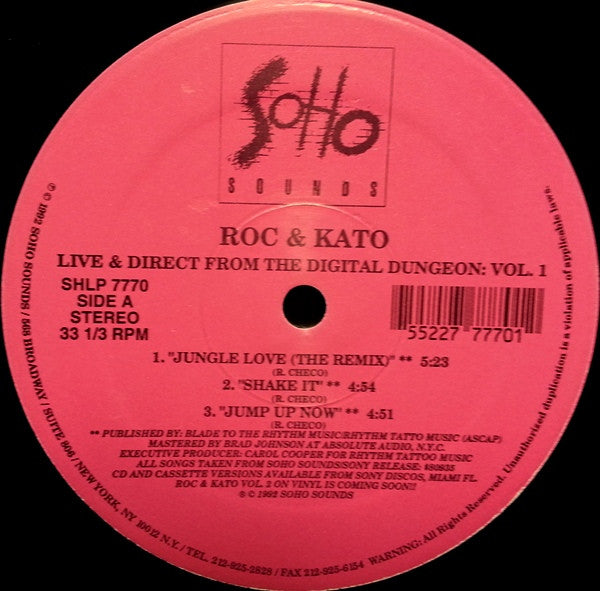 SoHo
SOUNDS
ROC & KATO
LIVE & DIRECT FROM THE DIGITAL DUNGEON: VOL. 1
SHLP 7770
SIDE A
STEREO
33 1/3 RPM
55227 77701
1. "JUNGLE LOVE (THE REMIX)" ** 5:23
(R. CHECO)
2. "SHAKE IT" ** 4:54
(R. CHECO)
3. "JUMP UP NOW" ** 4:51
(R. CHECO)
** PUBLISHED BY: BLADE TO THE RHYTHM MUSIC/RHYTHM TATTO MUSIC (ASCAP)
MASTERED BY BRAD JOHNSON AT ABSOLUTE AUDIO, N.Y.C.
EXECUTIVE PRODUCER: CAROL COOPER FOR RHYTHM TATTOO MUSIC
ALL SONGS TAKEN FROM SOHO SOUNDS/SONY RELEASE: #80835
CD AND CASSETTE VERSIONS AVAILABLE FROM SONY DISCOS, MIAMI FL.
ROC & KATO VOL. 2 ON VINYL IS COMING SOON!!
℗ © 1992 SOHO SOUNDS
℗ © 1992 SOHO SOUNDS / 568 BROADWAY / SUITE 806 / NEW YORK, NY 10012 N.Y. / TEL. 212-925-2828 / FAX 212-925-6154 WARNING: All Rights Reserved. Unauthorized duplication is a violation of applicable laws.